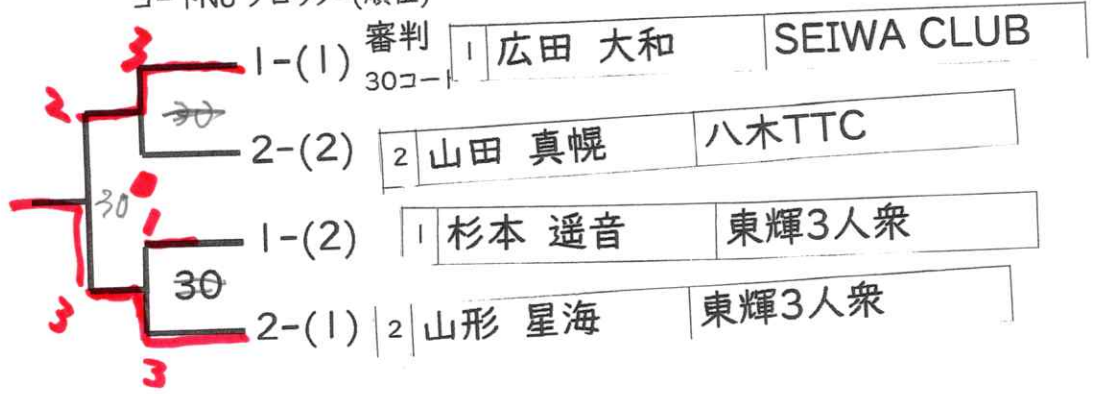 3
1-(1) 審判 30コート 1 広田 大和 SEIWA CLUB
2
30
2-(2) 2 山田 真幌 八木TTC
30
1
1-(2) 1 杉本 遥音 東輝3人衆
30
3
2-(1) 2 山形 星海 東輝3人衆
3